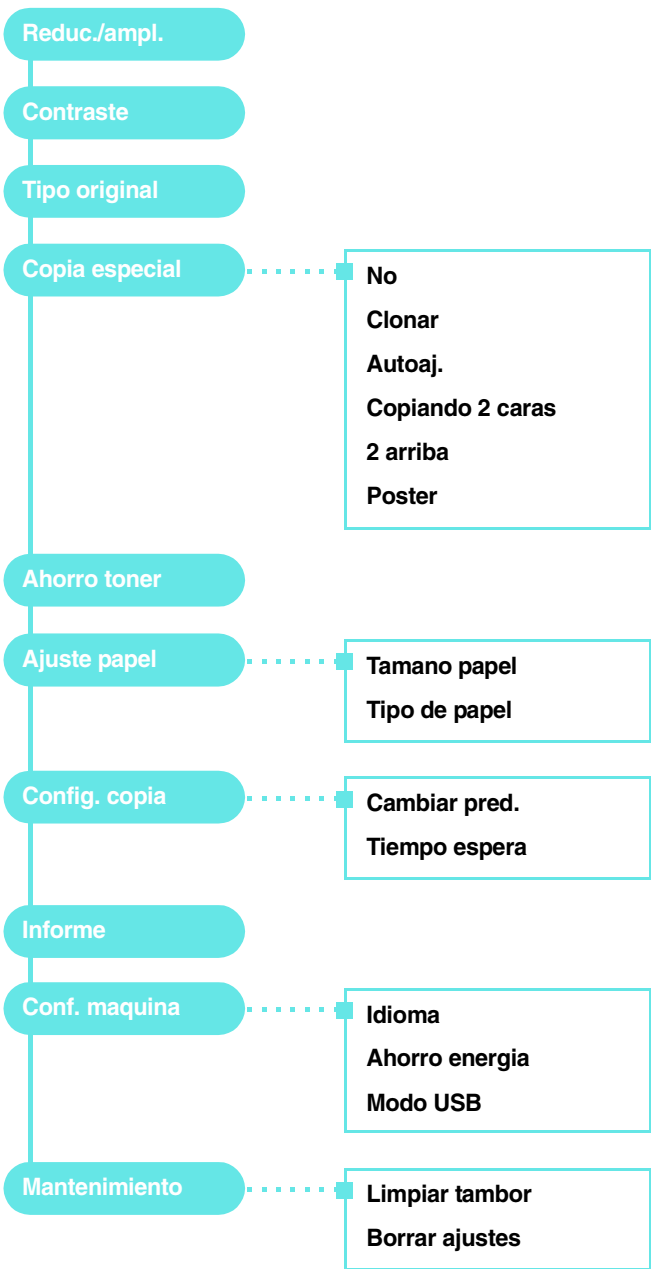 Reduc./ampl.
Contraste
Tipo original
Copia especial
No
Clonar
Autoaj.
Copiando 2 caras
2 arriba
Poster
Ahorro toner
Ajuste papel
Tamano papel
Tipo de papel
Config. copia
Cambiar pred.
Tiempo espera
Informe
Conf. maquina
Idioma
Ahorro energia
Modo USB
Mantenimiento
Limpiar tambor
Borrar ajustes